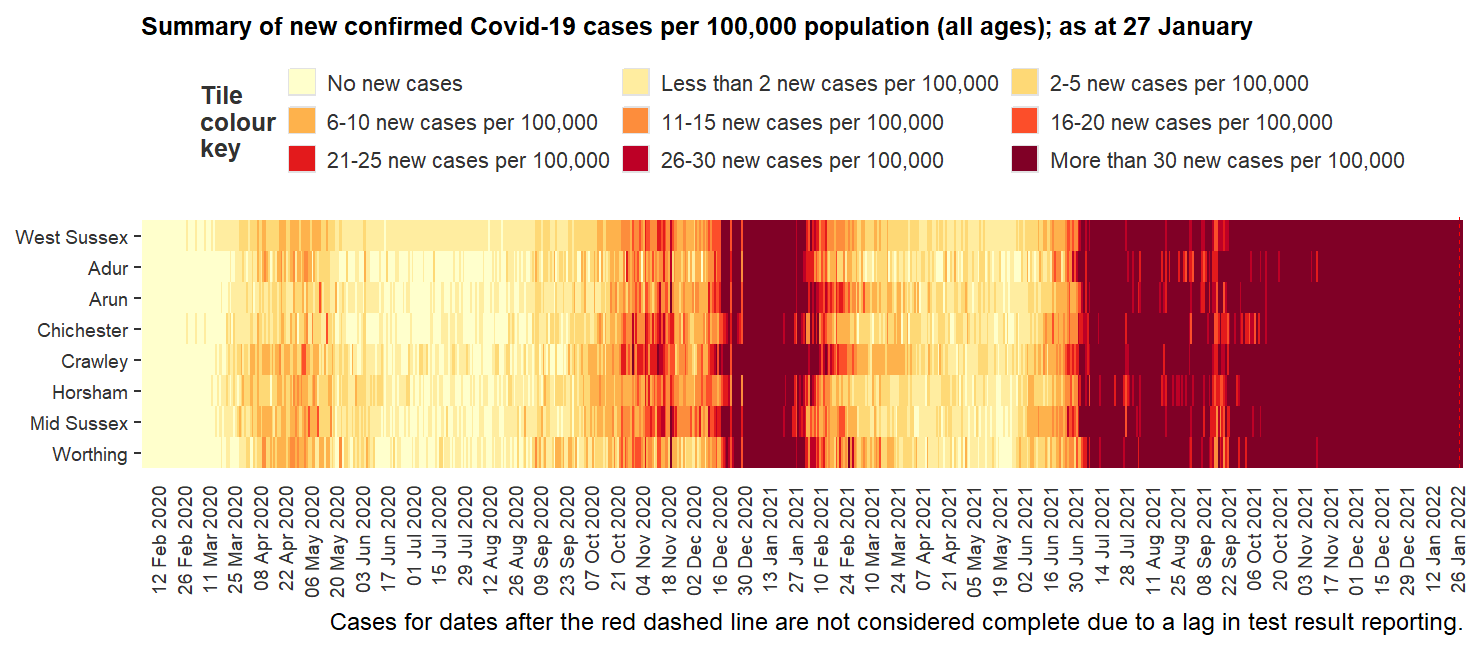 Summary of new confirmed Covid-19 cases per 100,000 population (all ages); as at 27 January
Tile
colour
key
No new cases
Less than 2 new cases per 100,000
2-5 new cases per 100,000
6-10 new cases per 100,000
11-15 new cases per 100,000
16-20 new cases per 100,000
21-25 new cases per 100,000
26-30 new cases per 100,000
More than 30 new cases per 100,000
West Sussex
Adur
Arun
Chichester
Crawley
Horsham
Mid Sussex
Worthing
12 Feb 2020
26 Feb 2020
11 Mar 2020
25 Mar 2020
08 Apr 2020
22 Apr 2020
06 May 2020
20 May 2020
03 Jun 2020
17 Jun 2020
01 Jul 2020
15 Jul 2020
29 Jul 2020
12 Aug 2020
26 Aug 2020
09 Sep 2020
23 Sep 2020
07 Oct 2020
21 Oct 2020
04 Nov 2020
18 Nov 2020
02 Dec 2020
16 Dec 2020
30 Dec 2020
13 Jan 2021
27 Jan 2021
10 Feb 2021
24 Feb 2021
10 Mar 2021
24 Mar 2021
07 Apr 2021
21 Apr 2021
05 May 2021
19 May 2021
02 Jun 2021
16 Jun 2021
30 Jun 2021
14 Jul 2021
28 Jul 2021
11 Aug 2021
25 Aug 2021
08 Sep 2021
22 Sep 2021
06 Oct 2021
20 Oct 2021
03 Nov 2021
17 Nov 2021
01 Dec 2021
15 Dec 2021
29 Dec 2021
12 Jan 2022
26 Jan 2022
Cases for dates after the red dashed line are not considered complete due to a lag in test result reporting.